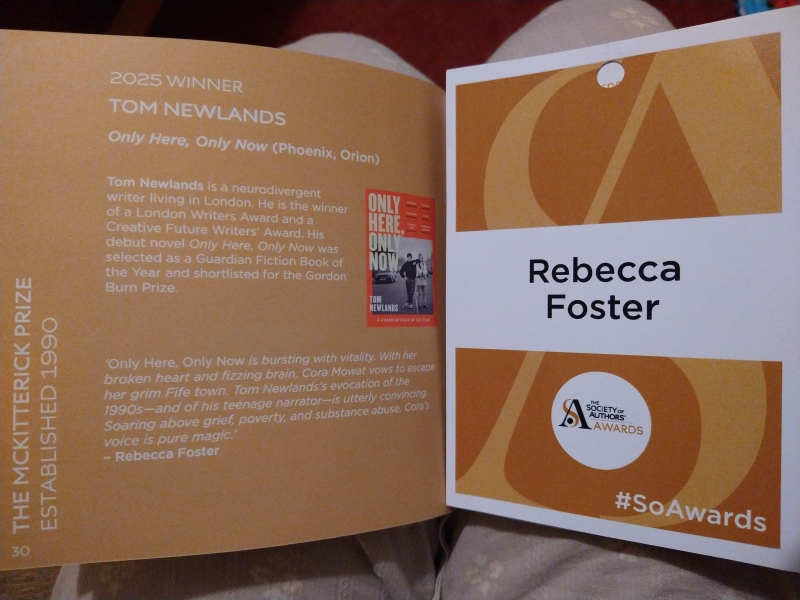 2025 WINNER
TOM NEWLANDS
Only Here, Only Now (Phoenix, Orion)
Tom Newlands is a neurodivergent
writer living in London. He is the winner
of a London Writers Award and a
Creative Future Writers' Award. His
debut novel Only Here, Only Now was
selected as a Guardian Fiction Book of
the Year and shortlisted for the Gordon
Burn Prize.
ONLY
HERE,
ONLY
NOW
TOM
NEWLANDS
'Only Here, Only Now is bursting with vitality. With her
broken heart and fizzing brain, Cora Mowat vows to escape
her grim Fife town. Tom Newlands's evocation of the
1990s—and of his teenage narrator—is utterly convincing.
Soaring above grief, poverty, and substance abuse, Cora's
voice is pure magic.'
– Rebecca Foster
THE MCKITTERICK PRIZE
ESTABLISHED 1990
30
Rebecca
Foster
SA
THE
SOCIETY OF
AUTHORS'
AWARDS
#SoAwards